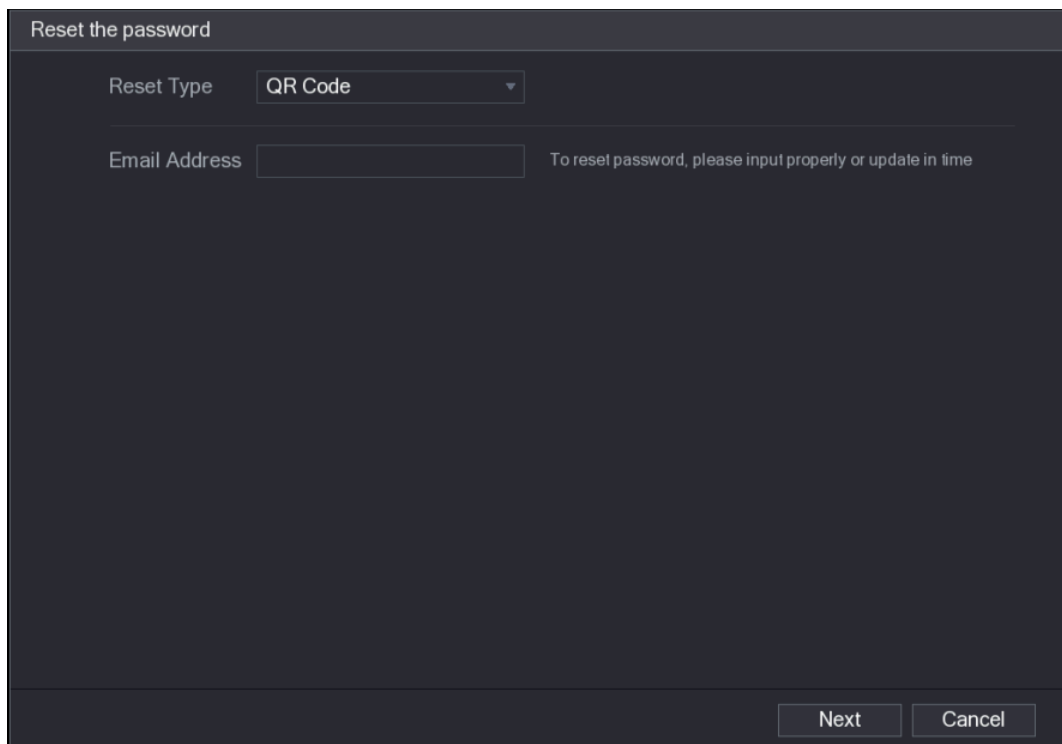 Reset the password
Reset Type QR Code
Email Address To reset password, please input properly or update in time
Next Cancel